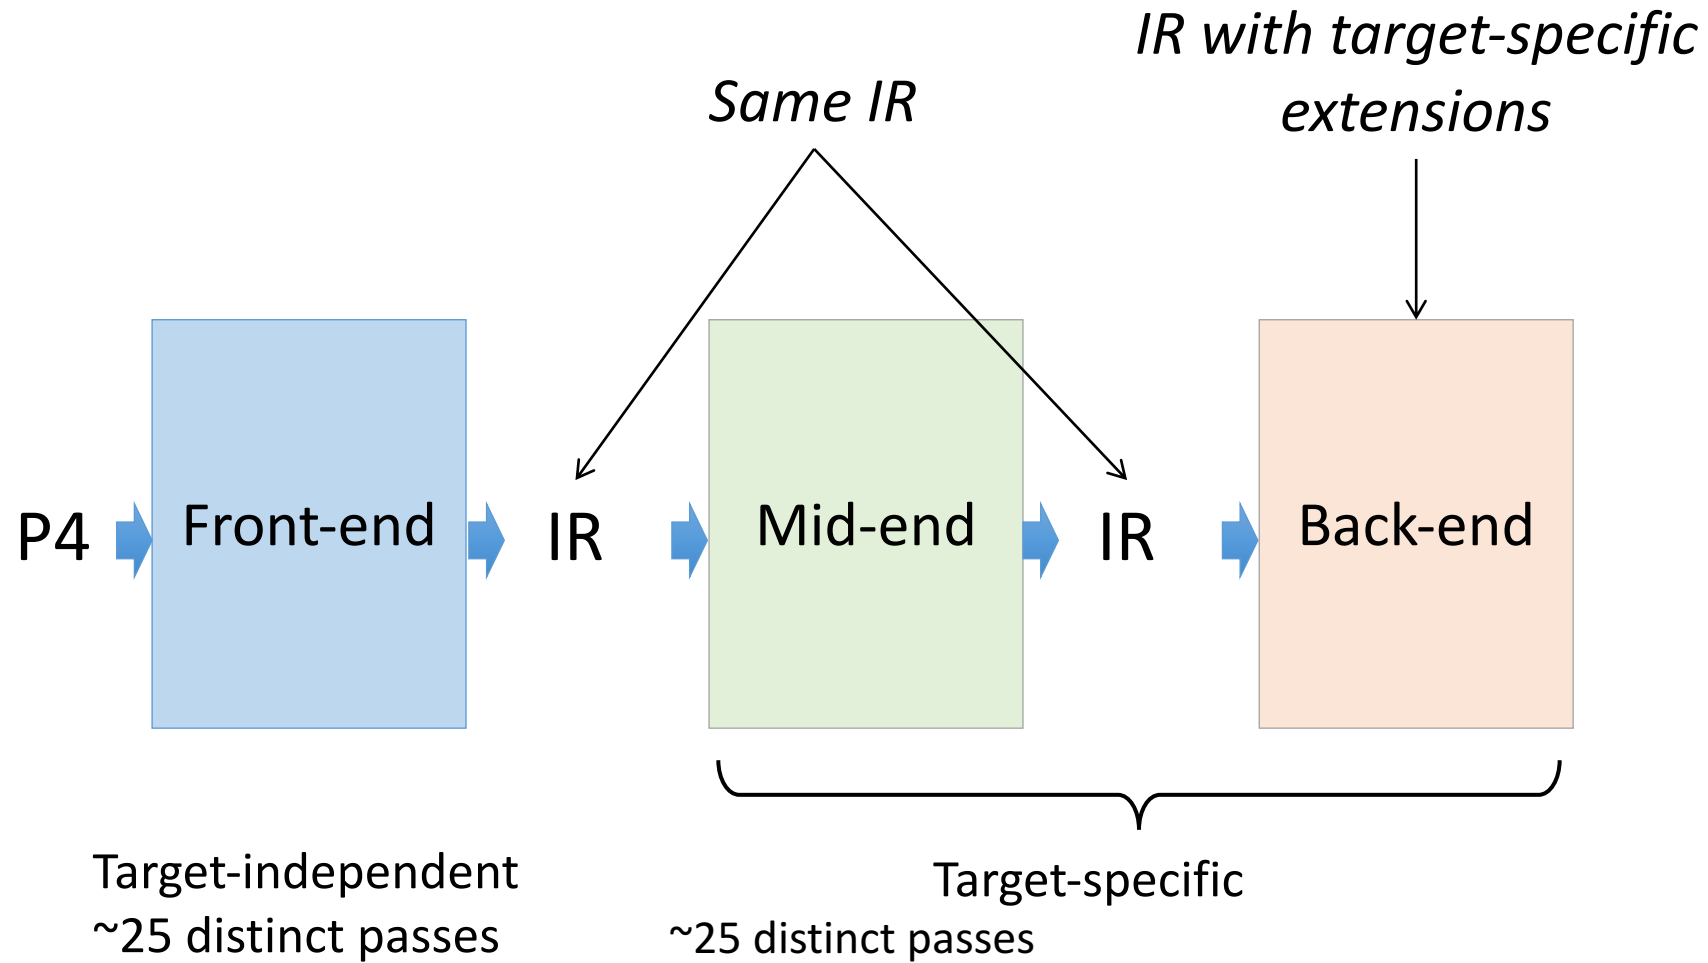 IR with target-specific
extensions
Same IR
P4
Front-end
IR
Mid-end
IR
Back-end
Target-independent
~25 distinct passes
Target-specific
~25 distinct passes